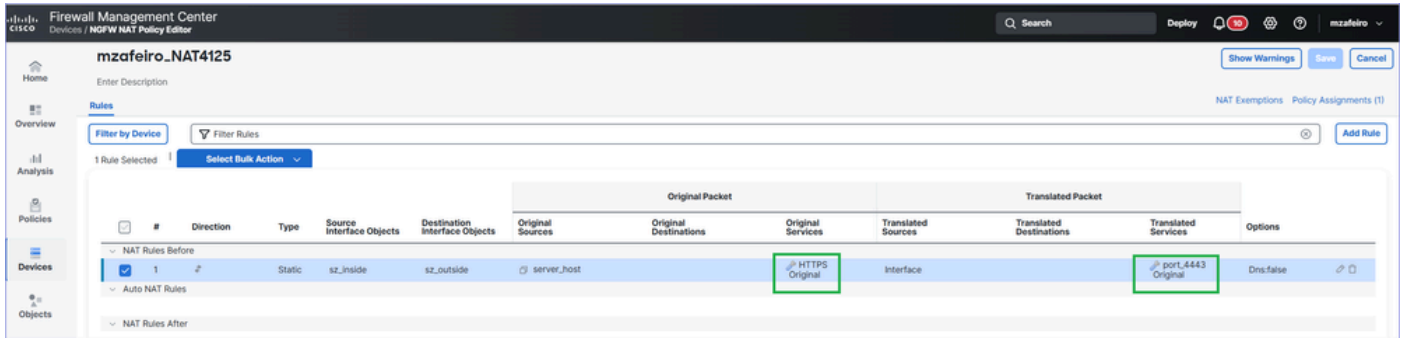 cisco
Firewall Management Center
Devices / NGFW NAT Policy Editor
Search
Deploy
10
mzafeiro
Home
Overview
Analysis
Policies
Devices
Objects
mzafeiro_NAT4125
Show Warnings
Save
Cancel
Enter Description
Rules
NAT Exemptions
Policy Assignments (1)
Filter by Device
Filter Rules
Add Rule
1 Rule Selected
Select Bulk Action
Original Packet
Translated Packet
#
Direction
Type
Source
Interface Objects
Destination
Interface Objects
Original
Sources
Original
Destinations
Original
Services
Translated
Sources
Translated
Destinations
Translated
Services
Options
NAT Rules Before
1
Static
sz_inside
sz_outside
server_host
HTTPS
Original
Interface
port_4443
Original
Dns:false
Auto NAT Rules
NAT Rules After